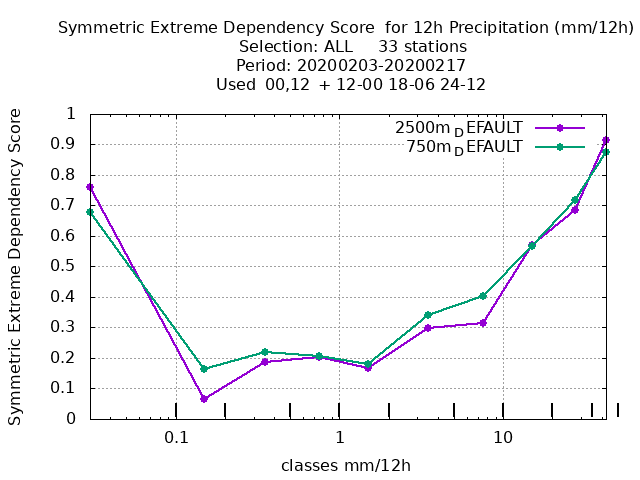 Symmetric Extreme Dependency Score  for 12h Precipitation (mm/12h)
Selection: ALL     33 stations
Period: 20200203-20200217
Used  00,12  + 12-00 18-06 24-12
2500m_DEFAULT
750m_DEFAULT
Symmetric Extreme Dependency Score
1
0.9
0.8
0.7
0.6
0.5
0.4
0.3
0.2
0.1
0
0.1 1 10
classes mm/12h